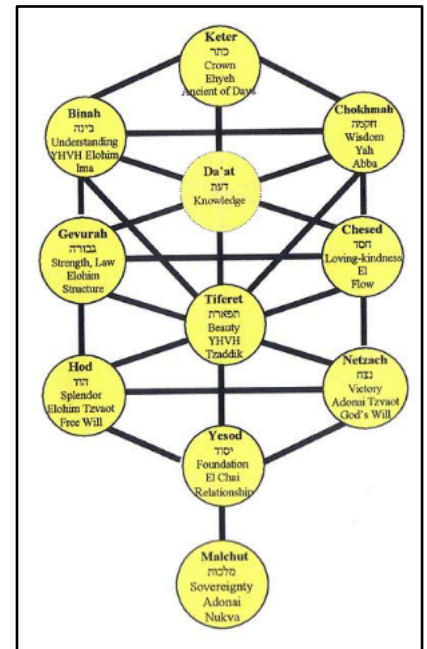 Keter
כתר
Crown
Ehyeh
Ancient of Days
Binah
בינה
Understanding
YHVH Elohim
Ima
Chokhmah
חקמה
Wisdom
Yah
Abba
Da'at
דעת
Knowledge
Gevurah
גבורה
Strength, Law
Elohim
Structure
Chesed
חסד
Loving-kindness
El
Flow
Tiferet
תפארת
Beauty
YHVH
Tzaddik
Hod
הוד
Splendor
Elohim Tzvaot
Free Will
Netzach
נצח
Victory
Adonai Tzvaot
God's Will
Yesod
יסוד
Foundation
El Chai
Relationship
Malchut
מלכות
Sovereignty
Adonai
Nukva